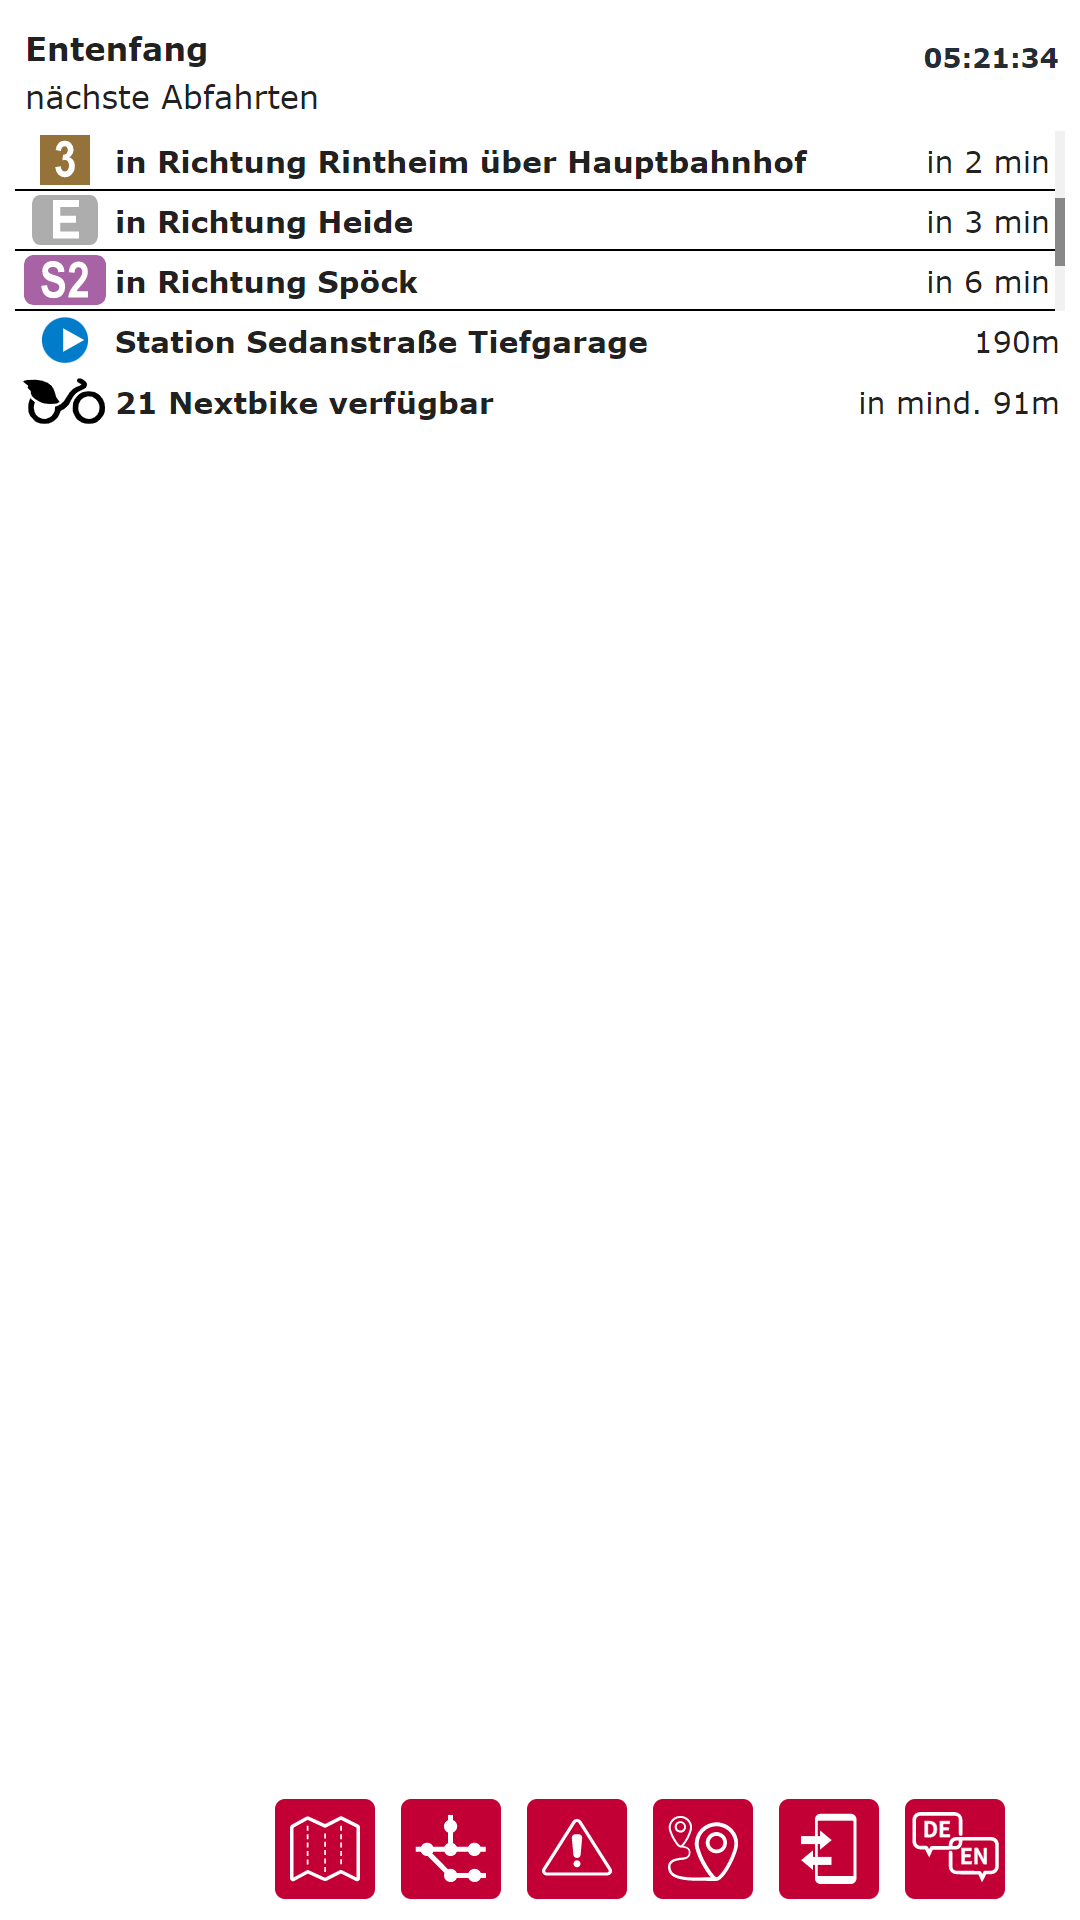 Entenfang
05:21:34
nächste Abfahrten
3 in Richtung Rintheim über Hauptbahnhof in 2 min
E in Richtung Heide in 3 min
S2 in Richtung Spöck in 6 min
Station Sedanstraße Tiefgarage 190m
21 Nextbike verfügbar in mind. 91m
DE
EN